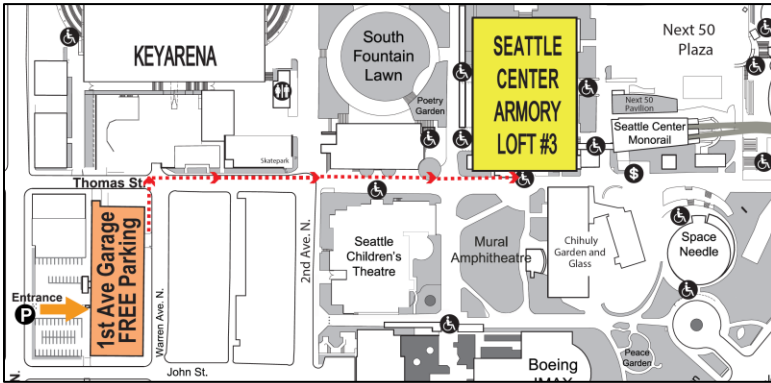 KEYARENA
South
Fountain
Lawn
Poetry
Garden
SEATTLE
CENTER
ARMORY
LOFT #3
Next 50
Plaza
Next 50
Pavilion
Seattle Center
Monorail
$
Skatepark
Thomas St.
1st Ave Garage
FREE Parking
Entrance
P
Warren Ave. N.
2nd Ave. N.
Seattle
Children's
Theatre
Mural
Amphitheatre
Chihuly
Garden and
Glass
Space
Needle
John St.
Boeing
IMAX
Peace
Garden